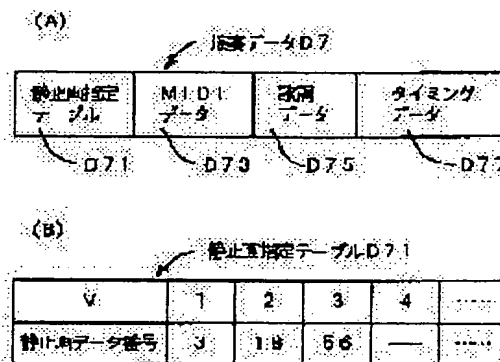 (A)
データD7
静止画指定テーブル MIDIデータ 歌詞データ タイミングデータ
D71 D73 D75 D77
(B)
静止画指定テーブルD71
V 1 2 3 4 ……
静止画データ番号 3 18 56 — ……